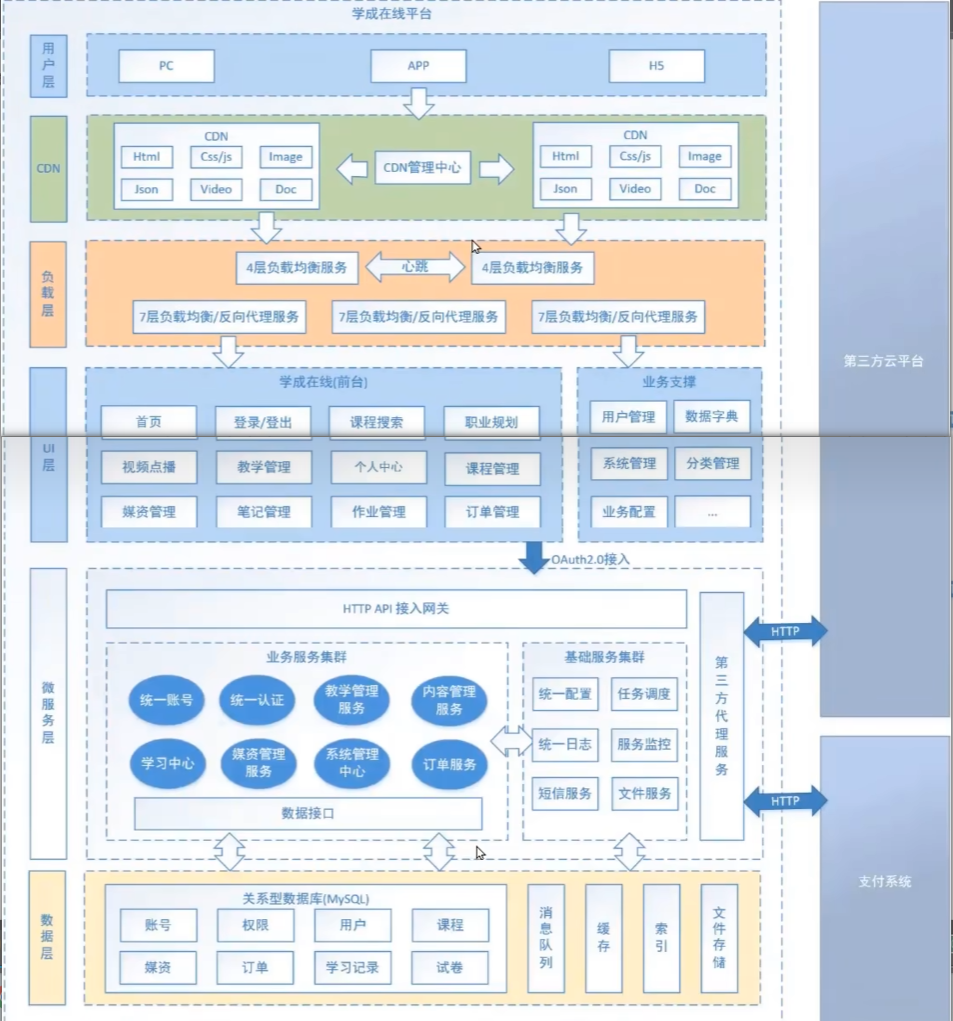 学成在线平台
用户层
PC
APP
H5
CDN
CDN
Html
Css/js
Image
Json
Video
Doc
CDN管理中心
CDN
Html
Css/js
Image
Json
Video
Doc
负载层
4层负载均衡服务
心跳
4层负载均衡服务
7层负载均衡/反向代理服务
7层负载均衡/反向代理服务
7层负载均衡/反向代理服务
第三方云平台
UI层
学成在线(前台)
首页
登录/登出
课程搜索
职业规划
视频点播
教学管理
个人中心
课程管理
媒资管理
笔记管理
作业管理
订单管理
业务支撑
用户管理
数据字典
系统管理
分类管理
业务配置
...
OAuth2.0接入
微服务层
HTTP API 接入网关
业务服务集群
统一账号
统一认证
教学管理
服务
内容管理
服务
学习中心
媒资管理
服务
系统管理
中心
订单服务
数据接口
基础服务集群
统一配置
任务调度
统一日志
服务监控
短信服务
文件服务
第三方代理服务
HTTP
HTTP
支付系统
数据层
关系型数据库(MySQL)
账号
权限
用户
课程
媒资
订单
学习记录
试卷
消息队列
缓存
索引
文件存储